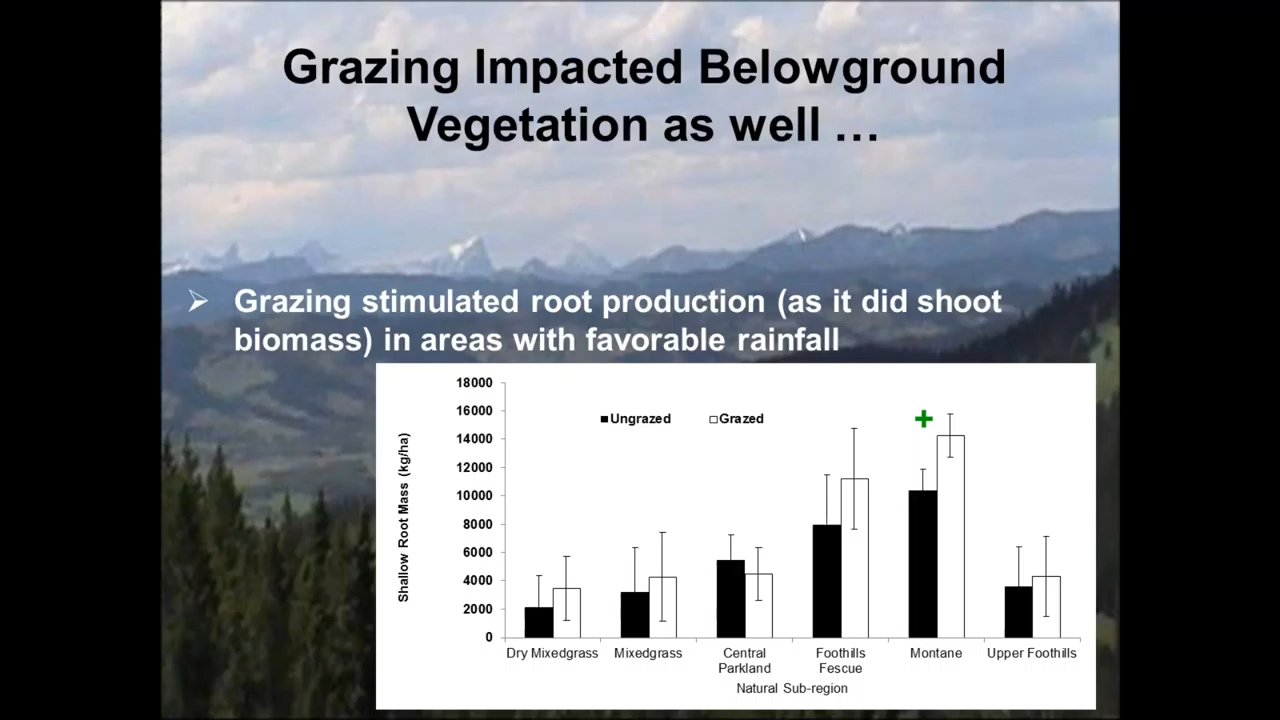 Grazing Impacted Belowground
Vegetation as well …
Grazing stimulated root production (as it did shoot
biomass) in areas with favorable rainfall
18000
16000
14000
12000
10000
8000
6000
4000
2000
0
Shallow Root Mass (kg/ha)
Ungrazed
Grazed
+
Dry Mixedgrass
Mixedgrass
Central
Parkland
Foothills
Fescue
Montane
Upper Foothills
Natural Sub-region